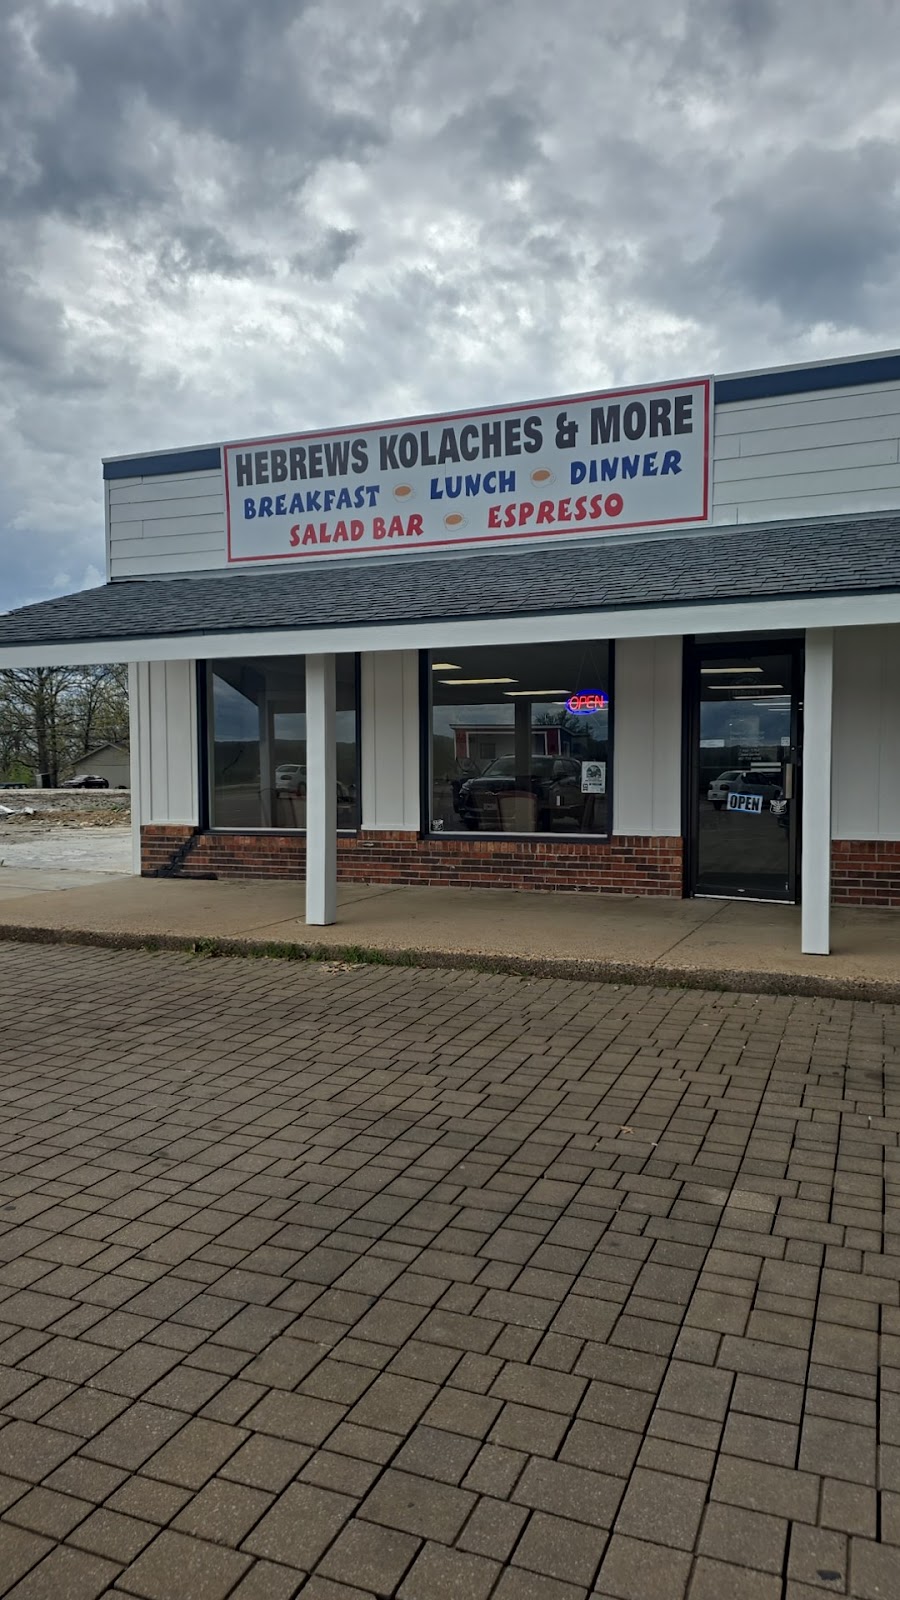 HEBREWS KOLACHES & MORE
BREAKFAST LUNCH DINNER
SALAD BAR ESPRESSO
OPEN
OPEN